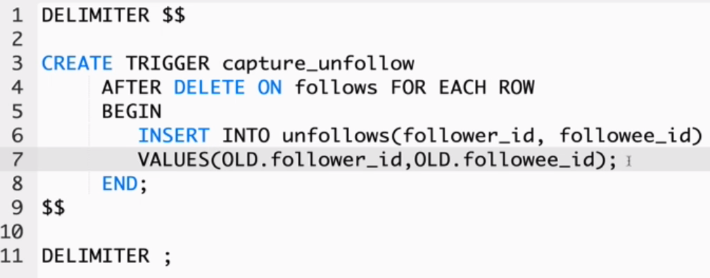 1 DELIMITER $$
2
3 CREATE TRIGGER capture_unfollow
4 AFTER DELETE ON follows FOR EACH ROW
5 BEGIN
6 INSERT INTO unfollows(follower_id, followee_id)
7 VALUES(OLD.follower_id,OLD.followee_id);
8 END;
9 $$
10
11 DELIMITER ;